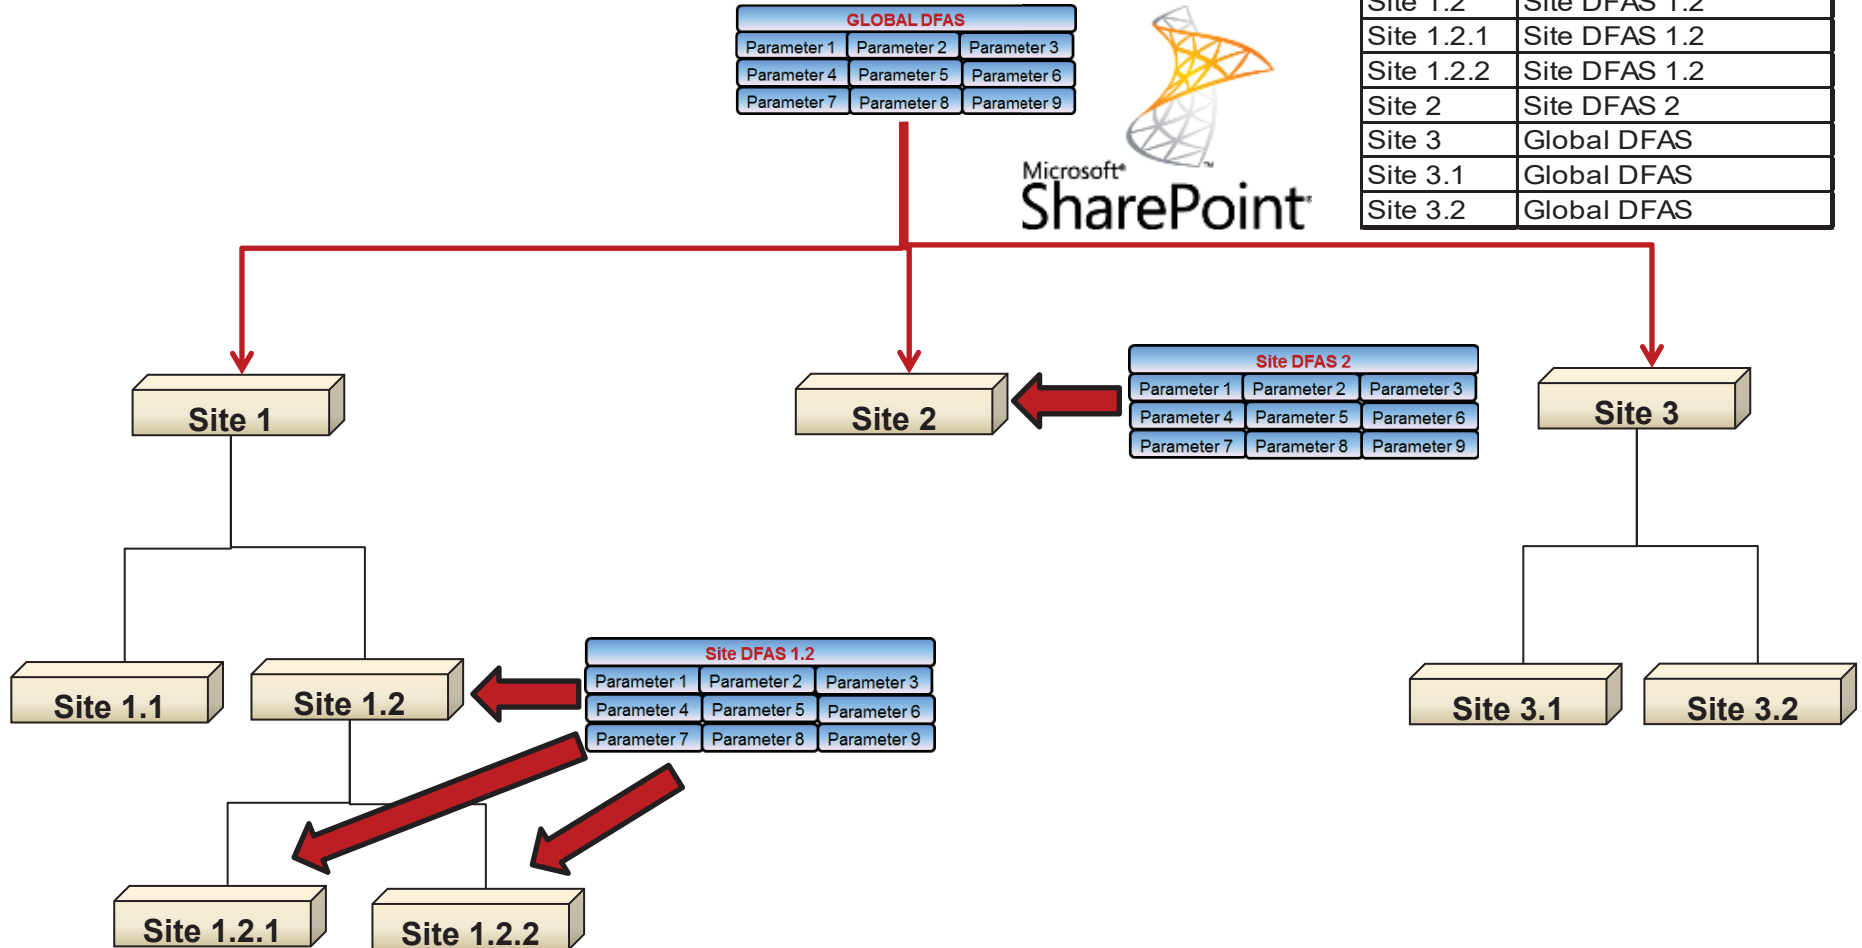 GLOBAL DFAS
Parameter 1 Parameter 2 Parameter 3
Parameter 4 Parameter 5 Parameter 6
Parameter 7 Parameter 8 Parameter 9
Microsoft®
SharePoint®
™
Site 1.2 Site DFAS 1.2
Site 1.2.1 Site DFAS 1.2
Site 1.2.2 Site DFAS 1.2
Site 2 Site DFAS 2
Site 3 Global DFAS
Site 3.1 Global DFAS
Site 3.2 Global DFAS
Site 1
Site 2
Site DFAS 2
Parameter 1 Parameter 2 Parameter 3
Parameter 4 Parameter 5 Parameter 6
Parameter 7 Parameter 8 Parameter 9
Site 3
Site 1.1
Site 1.2
Site DFAS 1.2
Parameter 1 Parameter 2 Parameter 3
Parameter 4 Parameter 5 Parameter 6
Parameter 7 Parameter 8 Parameter 9
Site 3.1
Site 3.2
Site 1.2.1
Site 1.2.2